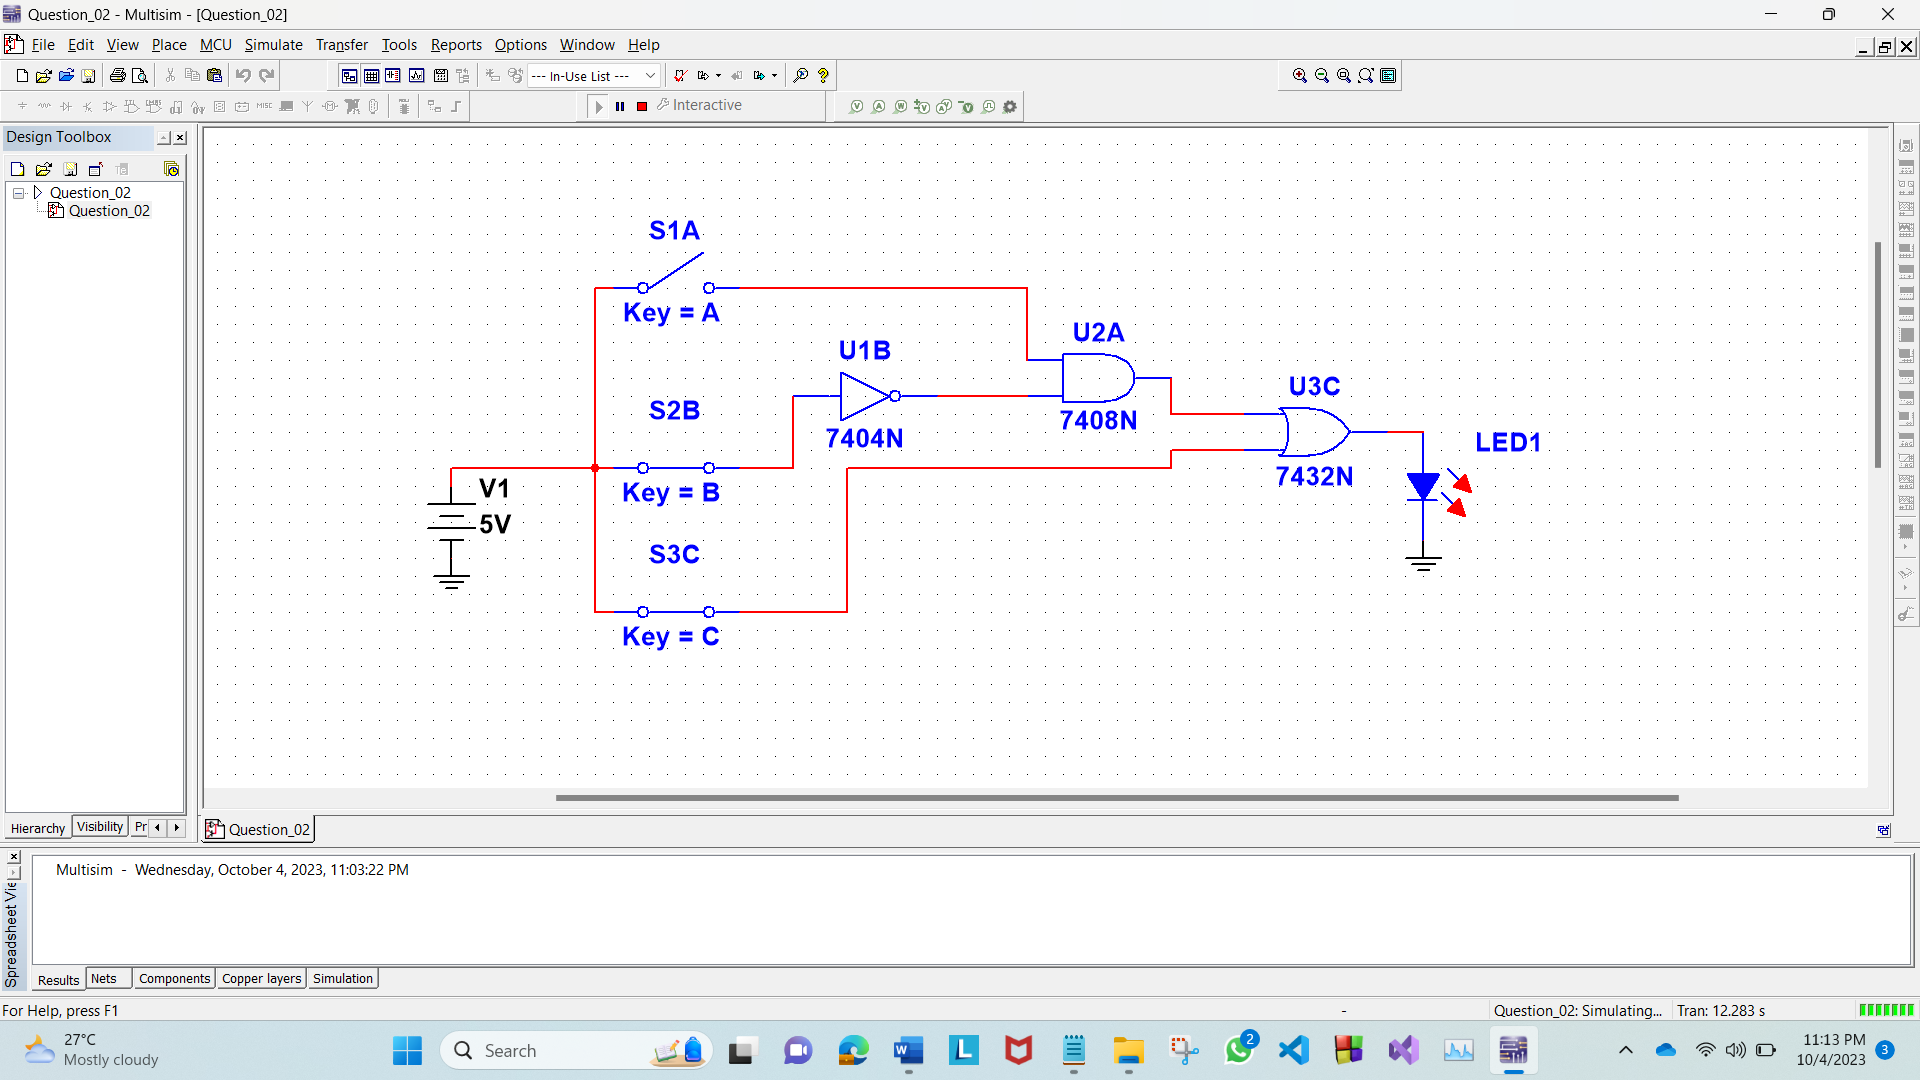 Question_02 - Multisim - [Question_02]
File Edit View Place MCU Simulate Transfer Tools Reports Options Window Help
--- In-Use List ---
Interactive
Design Toolbox
Question_02
Question_02
S1A
Key = A
U1B
7404N
S2B
Key = B
S3C
Key = C
V1
5V
U2A
7408N
U3C
7432N
LED1
Hierarchy Visibility Pr
Question_02
Multisim - Wednesday, October 4, 2023, 11:03:22 PM
Spreadsheet Vie
Results Nets Components Copper layers Simulation
For Help, press F1
-
Question_02: Simulating... Tran: 12.283 s
27°C
Mostly cloudy
Search
2
11:13 PM
10/4/2023
3